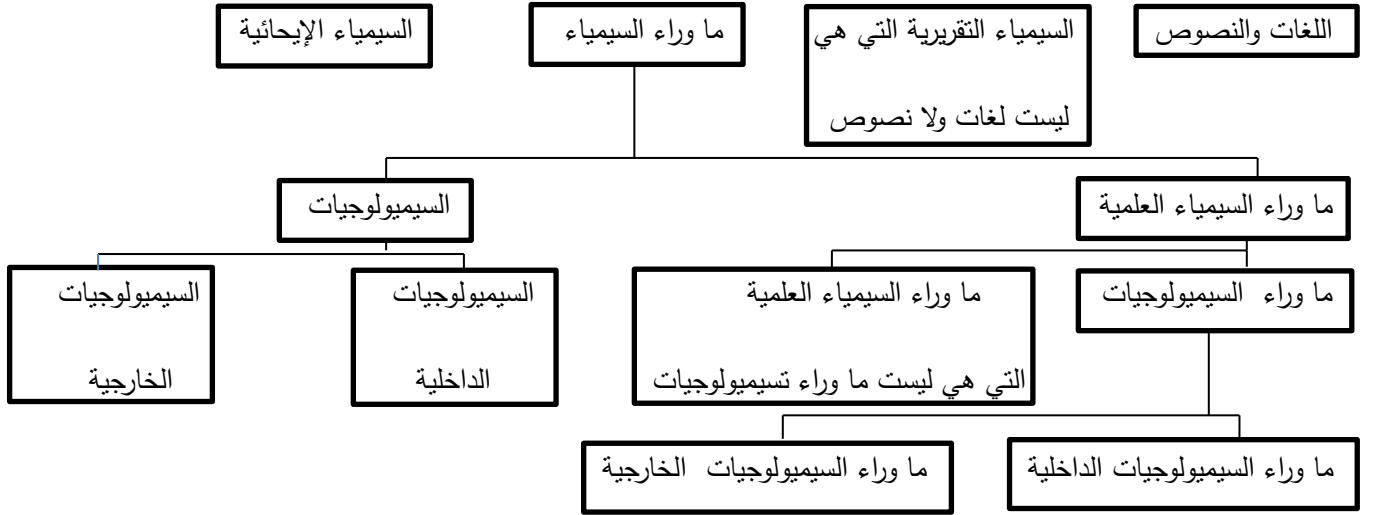 اللغات والنصوص
السيمياء التقريرية التي هي
ليست لغات ولا نصوص
ما وراء السيمياء
السيمياء الإيحائية
ما وراء السيمياء العلمية
السيميولوجيات
ما وراء السيميولوجيات
ما وراء السيمياء العلمية
التي هي ليست ما وراء تسيميولوجيات
السيميولوجيات
الداخلية
السيميولوجيات
الخارجية
ما وراء السيميولوجيات الداخلية
ما وراء السيميولوجيات الخارجية